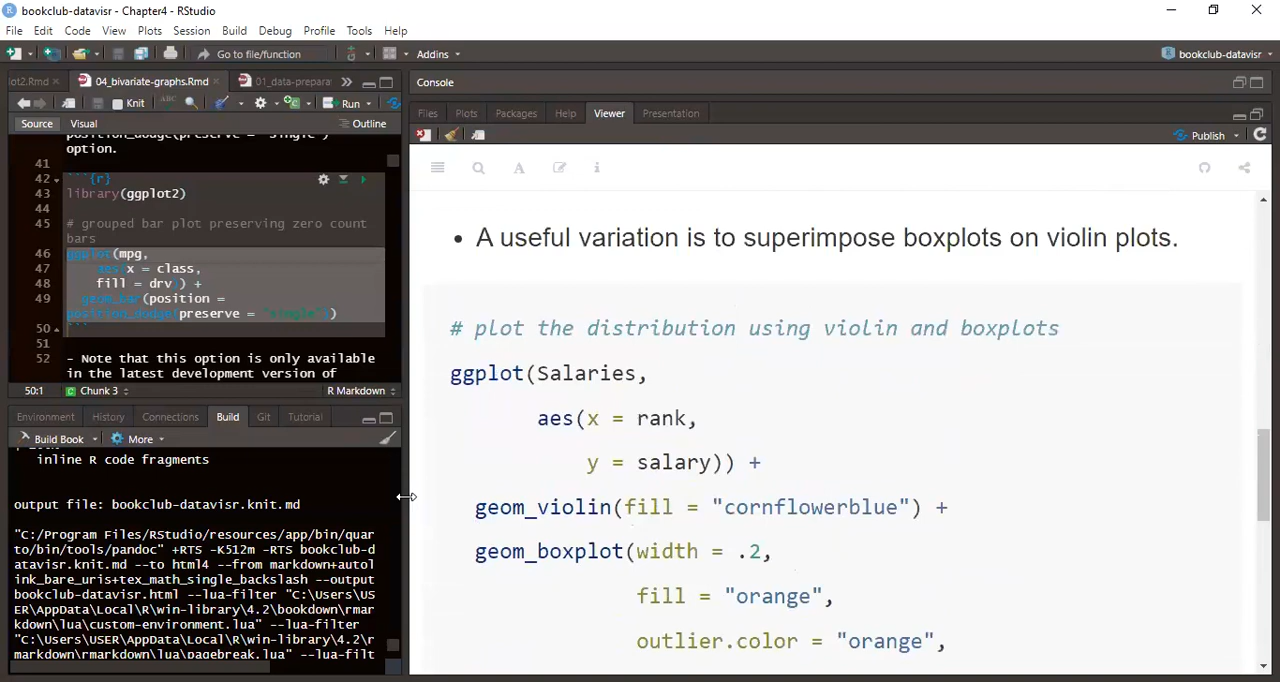 bookclub-datavisr - Chapter4 - RStudio
File Edit Code View Plots Session Build Debug Profile Tools Help
Go to file/function Addins bookclub-datavisr
lot2.Rmd 04_bivariate-graphs.Rmd 01_data-prepara
Knit Run
Source Visual Outline
position_dodge(preserve = "single")
option.
41
42 ```{r}
43 library(ggplot2)
44
45 # grouped bar plot preserving zero count
bars
46 ggplot(mpg,
47 aes(x = class,
48 fill = drv)) +
49 geom_bar(position =
position_dodge(preserve = "single"))
50 ```
51
52 - Note that this option is only available
in the latest development version of
50:1 Chunk 3 R Markdown
Environment History Connections Build Git Tutorial
Build Book More
inline R code fragments
output file: bookclub-datavisr.knit.md
"C:/Program Files/RStudio/resources/app/bin/quar
to/bin/tools/pandoc" +RTS -K512m -RTS bookclub-d
atavisr.knit.md --to html4 --from markdown+autol
ink_bare_uris+tex_math_single_backslash --output
bookclub-datavisr.html --lua-filter "C:\Users\US
ER\AppData\Local\R\win-library\4.2\bookdown\rmar
kdown\lua\custom-environment.lua" --lua-filter
"C:\Users\USER\AppData\Local\R\win-library\4.2\r
markdown\rmarkdown\lua\pagebreak.lua" --lua-filt
Console
Files Plots Packages Help Viewer Presentation
Publish
• A useful variation is to superimpose boxplots on violin plots.
# plot the distribution using violin and boxplots
ggplot(Salaries,
aes(x = rank,
y = salary)) +
geom_violin(fill = "cornflowerblue") +
geom_boxplot(width = .2,
fill = "orange",
outlier.color = "orange",